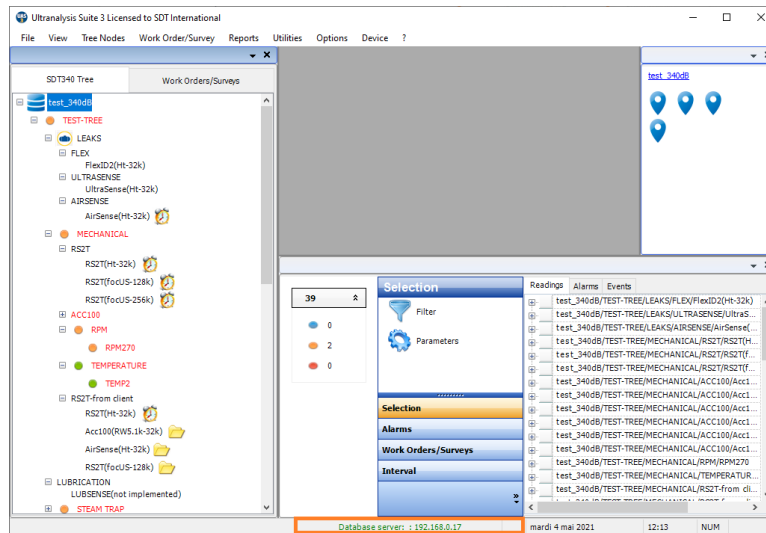 Ultranalysis Suite 3 Licensed to SDT International
File View Tree Nodes Work Order/Survey Reports Utilities Options Device ?
SDT340 Tree
Work Orders/Surveys
test_340dB
TEST-TREE
LEAKS
FLEX
FlexID2(Ht-32k)
ULTRASENSE
UltraSense(Ht-32k)
AIRSENSE
AirSense(Ht-32k)
MECHANICAL
RS2T
RS2T(Ht-32k)
RS2T(focUS-128k)
RS2T(focUS-256k)
ACC100
RPM
RPM270
TEMPERATURE
TEMP2
RS2T-from client
RS2T(Ht-32k)
Acc100(RW5.1k-32k)
AirSense(Ht-32k)
RS2T(focUS-128k)
LUBRICATION
LUBSENSE(not implemented)
STEAM TRAP
test_340dB
39
0
2
0
Selection
Filter
Parameters
Selection
Alarms
Work Orders/Surveys
Interval
Readings Alarms Events
test_340dB/TEST-TREE/LEAKS/FLEX/FlexID2(Ht-32k)
test_340dB/TEST-TREE/LEAKS/ULTRASENSE/UltraS...
test_340dB/TEST-TREE/LEAKS/AIRSENSE/AirSense(...
test_340dB/TEST-TREE/MECHANICAL/RS2T/RS2T(H...
test_340dB/TEST-TREE/MECHANICAL/RS2T/RS2T(f...
test_340dB/TEST-TREE/MECHANICAL/RS2T/RS2T(f...
test_340dB/TEST-TREE/MECHANICAL/ACC100/Acc1...
test_340dB/TEST-TREE/MECHANICAL/ACC100/Acc1...
test_340dB/TEST-TREE/MECHANICAL/ACC100/Acc1...
test_340dB/TEST-TREE/MECHANICAL/ACC100/Acc1...
test_340dB/TEST-TREE/MECHANICAL/ACC100/Acc1...
test_340dB/TEST-TREE/MECHANICAL/RPM/RPM270
test_340dB/TEST-TREE/MECHANICAL/TEMPERATUR...
test_340dB/TEST-TREE/MECHANICAL/RS2T-from cli...
Database server: : 192.168.0.17
mardi 4 mai 2021
12:13
NUM